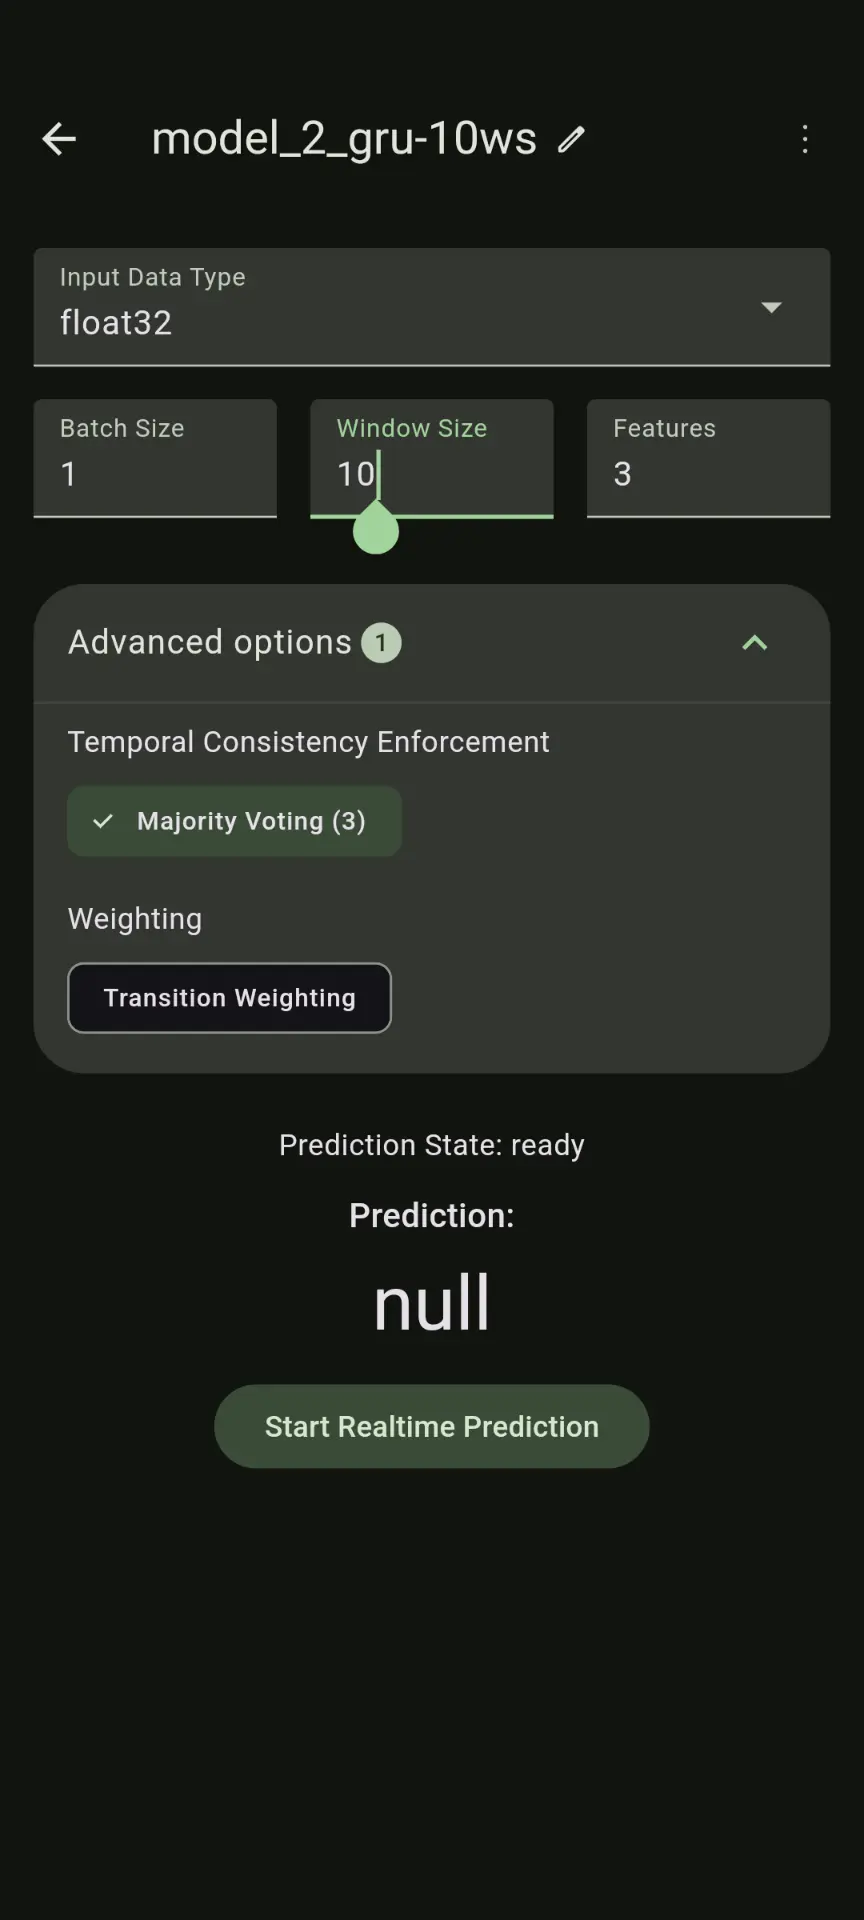 model_2_gru-10ws
Input Data Type
float32
Batch Size
1
Window Size
10
Features
3
Advanced options 1
Temporal Consistency Enforcement
Majority Voting (3)
Weighting
Transition Weighting
Prediction State: ready
Prediction:
null
Start Realtime Prediction